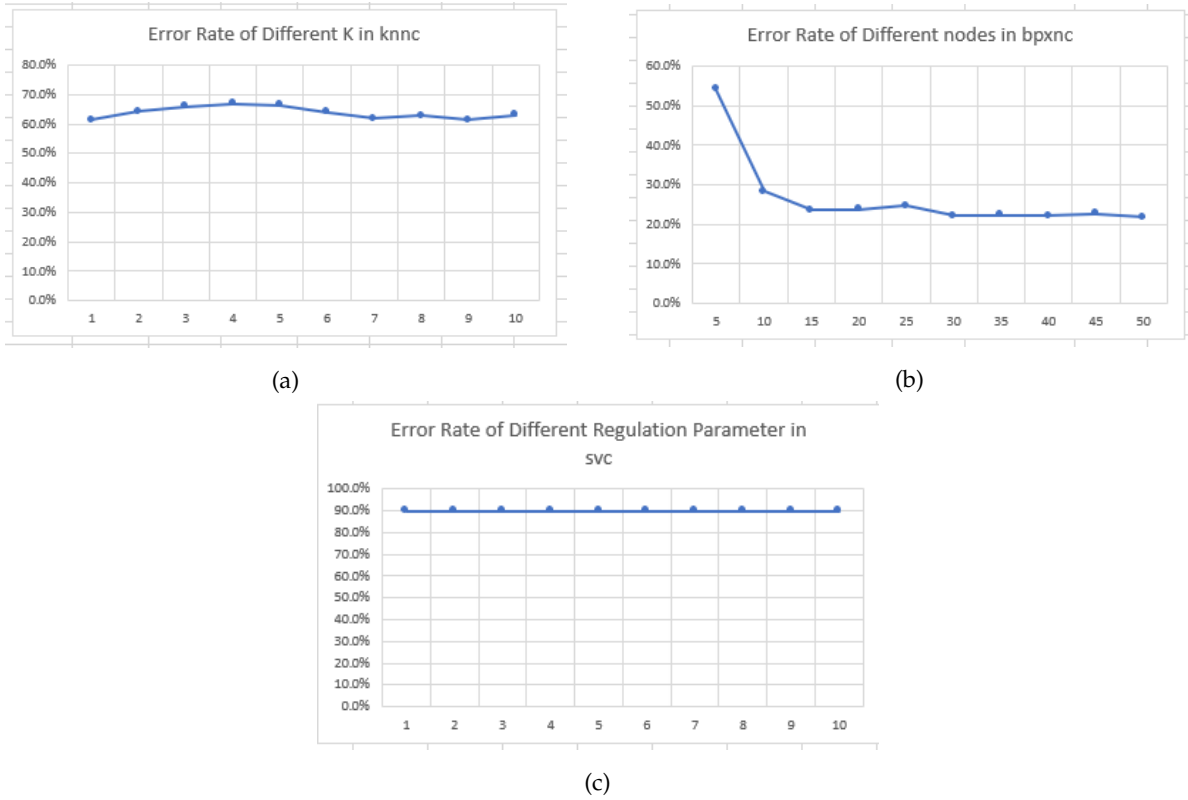 Error Rate of Different K in knnc
80.0%
70.0%
60.0%
50.0%
40.0%
30.0%
20.0%
10.0%
0.0%
1 2 3 4 5 6 7 8 9 10
(a)
Error Rate of Different nodes in bpxnc
60.0%
50.0%
40.0%
30.0%
20.0%
10.0%
0.0%
5 10 15 20 25 30 35 40 45 50
(b)
Error Rate of Different Regulation Parameter in
svc
100.0%
90.0%
80.0%
70.0%
60.0%
50.0%
40.0%
30.0%
20.0%
10.0%
0.0%
1 2 3 4 5 6 7 8 9 10
(c)